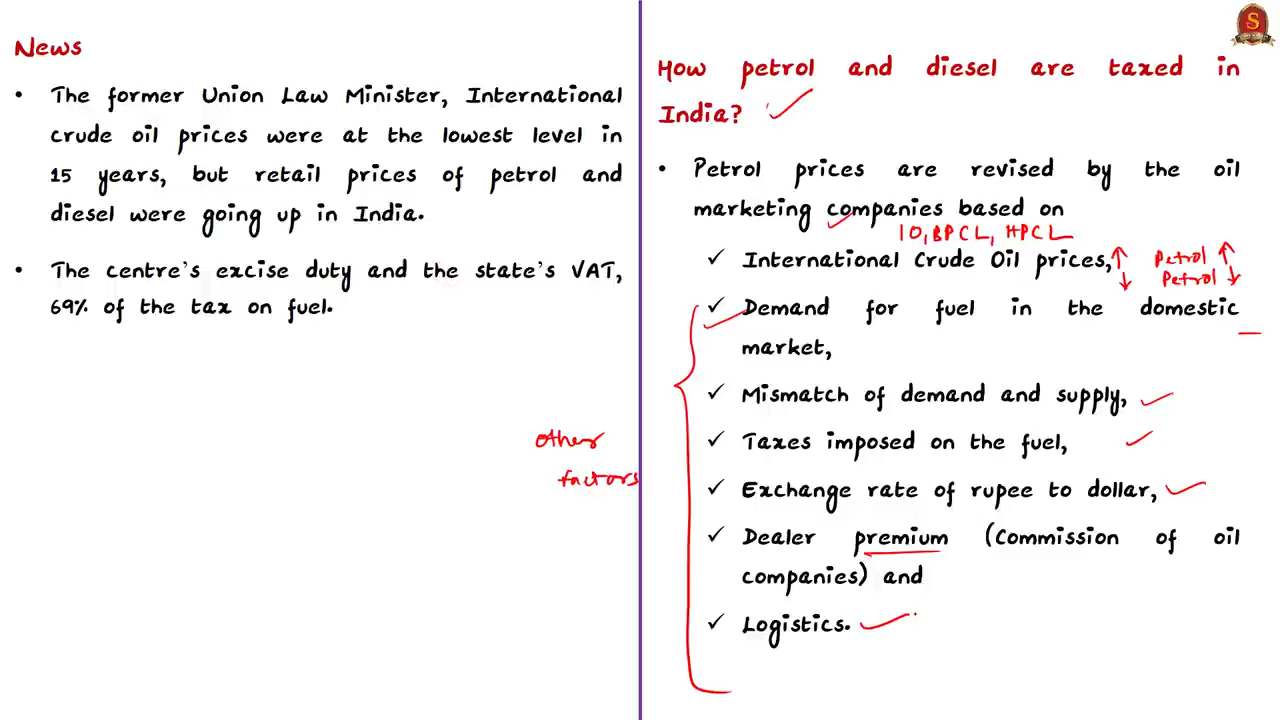 News
• The former Union Law Minister, International
crude oil prices were at the lowest level in
15 years, but retail prices of petrol and
diesel were going up in India.
• The centre's excise duty and the state's VAT,
69% of the tax on fuel.
other
factors
S
How petrol and diesel are taxed in
India?
• Petrol prices are revised by the oil
marketing companies based on
IO, BPCL, HPCL
✓ International Crude Oil prices, ↑ Petrol ↑
↓ Petrol ↓
✓ Demand for fuel in the domestic
market,
✓ Mismatch of demand and supply,
✓ Taxes imposed on the fuel,
✓ Exchange rate of rupee to dollar,
✓ Dealer premium (Commission of oil
companies) and
✓ Logistics.